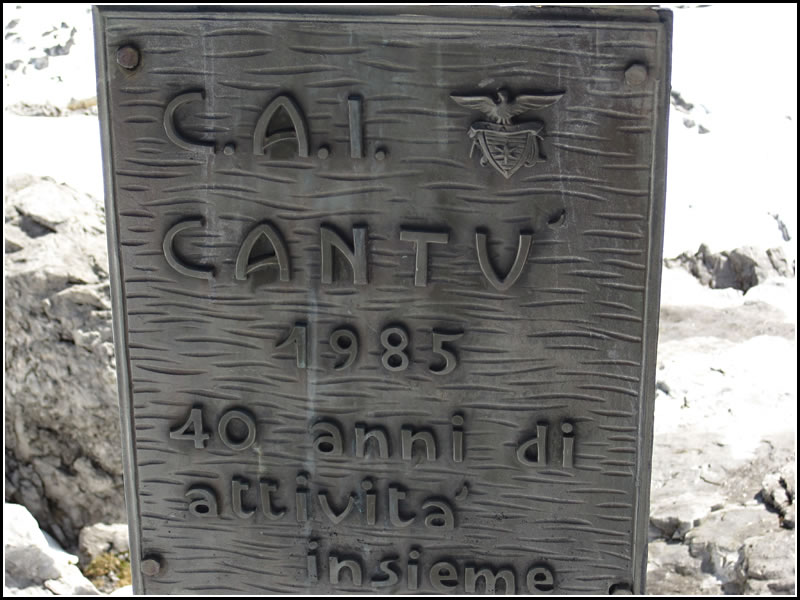 C.A.I.
CANTU'
1985
40 anni di
attivita'
insieme